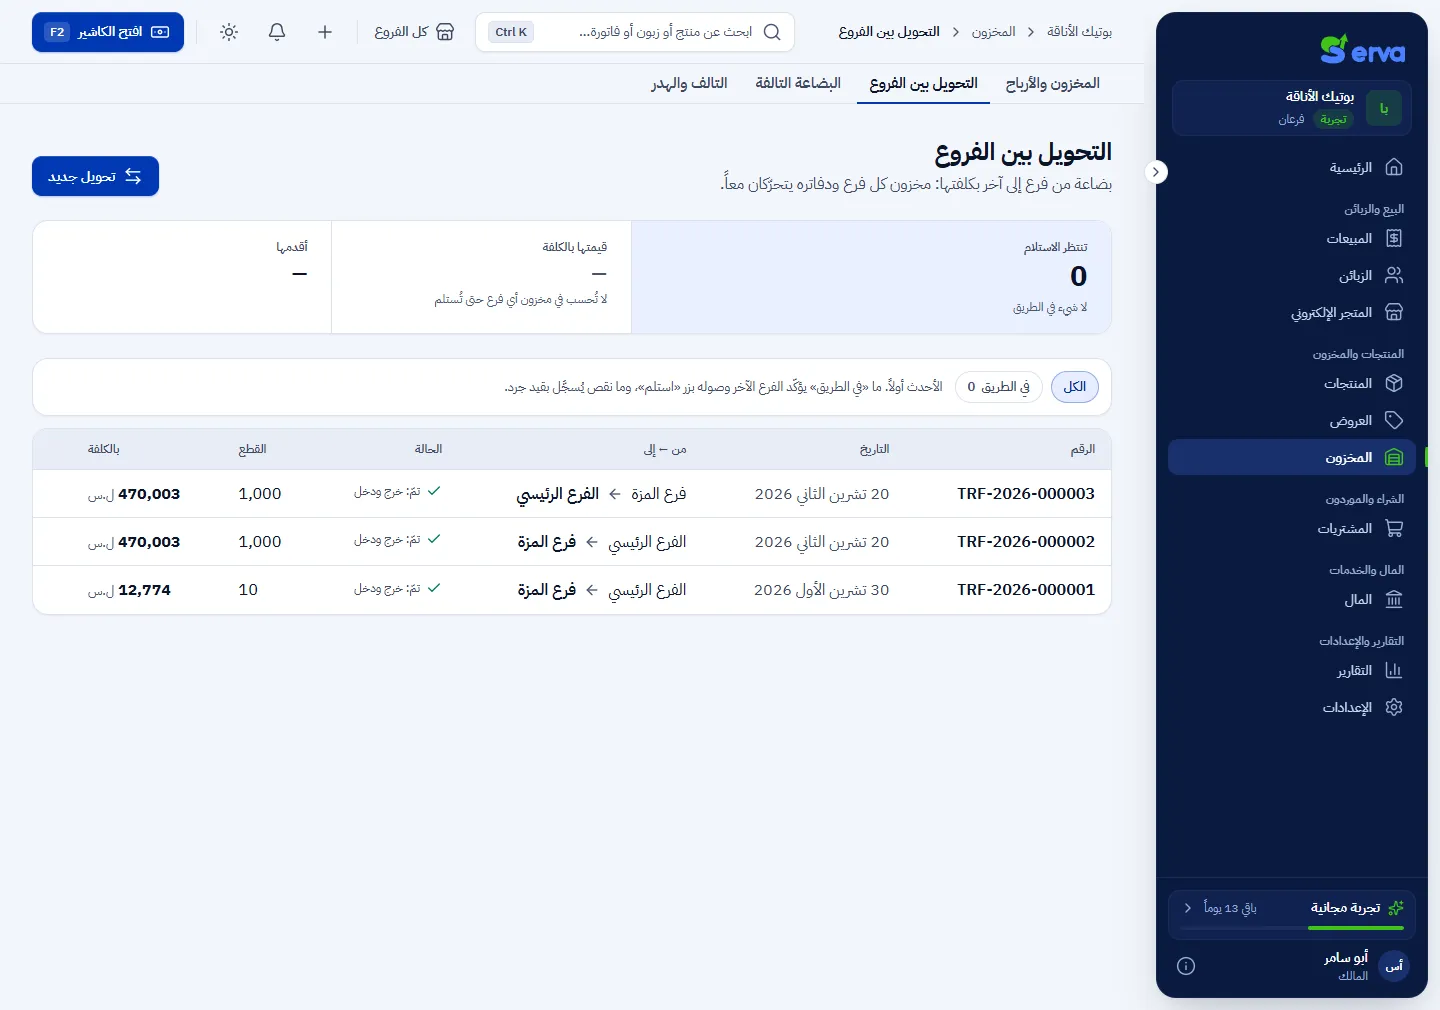 Serva
با
بوتيك الأناقة
تجربة
فرعان
الرئيسية
البيع والزبائن
المبيعات
الزبائن
المتجر الإلكتروني
المنتجات والمخزون
المنتجات
العروض
المخزون
الشراء والموردون
المشتريات
المال والخدمات
المال
التقارير والإعدادات
التقارير
الإعدادات
تجربة مجانية
باقي 13 يوماً
أس
أبو سامر
المالك
بوتيك الأناقة
المخزون
التحويل بين الفروع
ابحث عن منتج أو زبون أو فاتورة...
Ctrl K
كل الفروع
افتح الكاشير F2
المخزون والأرباح
التحويل بين الفروع
البضاعة التالفة
التالف والهدر
التحويل بين الفروع
بضاعة من فرع إلى آخر بكلفتها: مخزون كل فرع ودفاتره يتحرّكان معاً.
تحويل جديد
تنتظر الاستلام
0
لا شيء في الطريق
قيمتها بالكلفة
—
لا تُحسب في مخزون أي فرع حتى تُستلم
أقدمها
—
الكل
في الطريق 0
الأحدث أولاً. ما «في الطريق» يؤكّد الفرع الآخر وصوله بزر «استلم»، وما نقص يُسجَّل بقيد جرد.
الرقم التاريخ من ← إلى الحالة القطع بالكلفة
TRF-2026-000003 20 تشرين الثاني 2026 فرع المزة ← الفرع الرئيسي تمّ: خرج ودخل 1,000 470,003 ل.س
TRF-2026-000002 20 تشرين الثاني 2026 الفرع الرئيسي ← فرع المزة تمّ: خرج ودخل 1,000 470,003 ل.س
TRF-2026-000001 30 تشرين الأول 2026 الفرع الرئيسي ← فرع المزة تمّ: خرج ودخل 10 12,774 ل.س